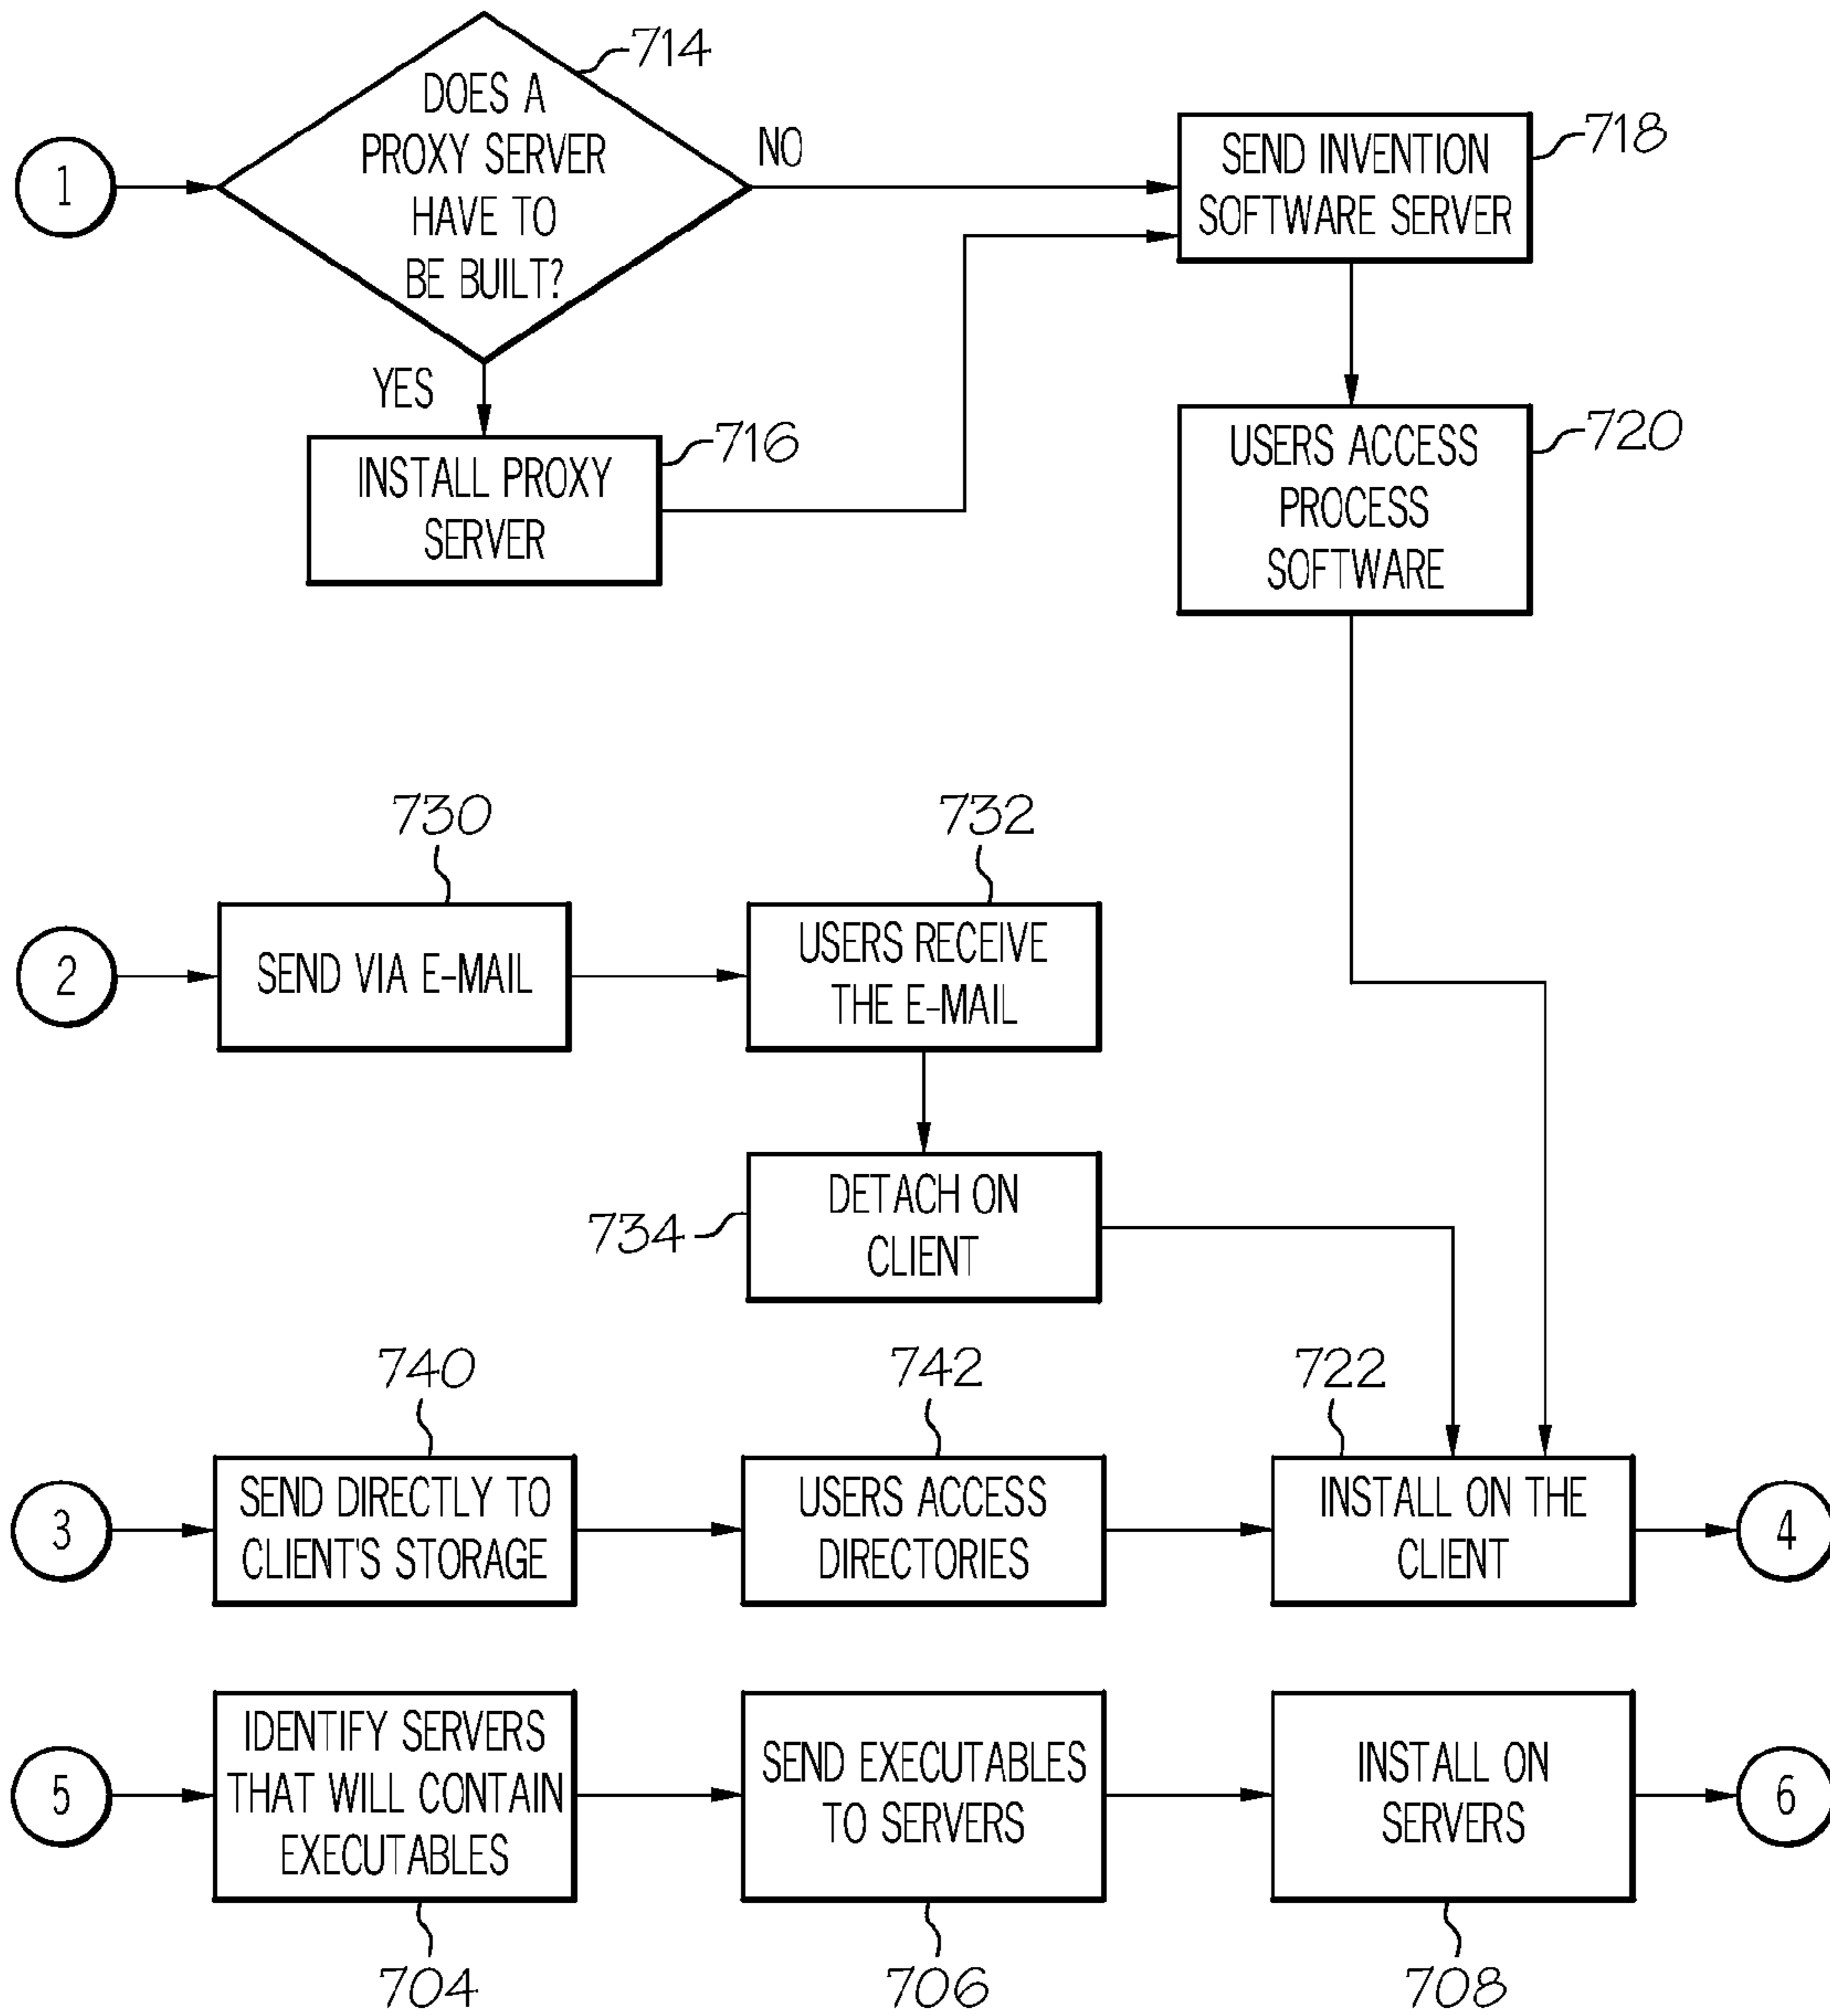 714
DOES A
PROXY SERVER
HAVE TO
BE BUILT?
1
NO
SEND INVENTION
SOFTWARE SERVER
718
YES
INSTALL PROXY
SERVER
716
USERS ACCESS
PROCESS
SOFTWARE
720
730
732
2
SEND VIA E-MAIL
USERS RECEIVE
THE E-MAIL
734
DETACH ON
CLIENT
740
742
722
3
SEND DIRECTLY TO
CLIENT'S STORAGE
USERS ACCESS
DIRECTORIES
INSTALL ON THE
CLIENT
4
5
IDENTIFY SERVERS
THAT WILL CONTAIN
EXECUTABLES
SEND EXECUTABLES
TO SERVERS
INSTALL ON
SERVERS
6
704
706
708